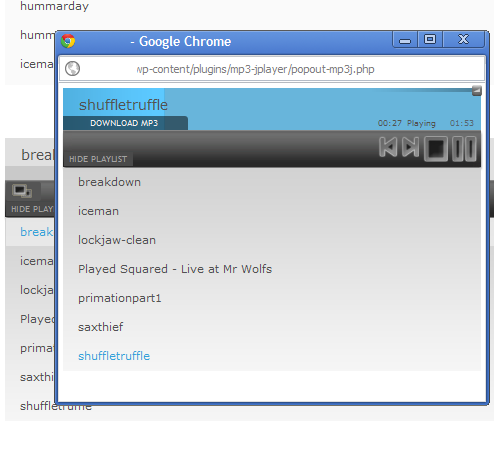 hummarday
- Google Chrome
wp-content/plugins/mp3-jplayer/popout-mp3j.php
shuffletruffle
DOWNLOAD MP3
00:27 Playing 01:53
HIDE PLAYLIST
breakdown
iceman
lockjaw-clean
Played Squared - Live at Mr Wolfs
primationpart1
saxthief
shuffletruffle
humm
icema
break
HIDE PLAY
break
icema
lockja
Played
prima
saxthi
shuffletruffle